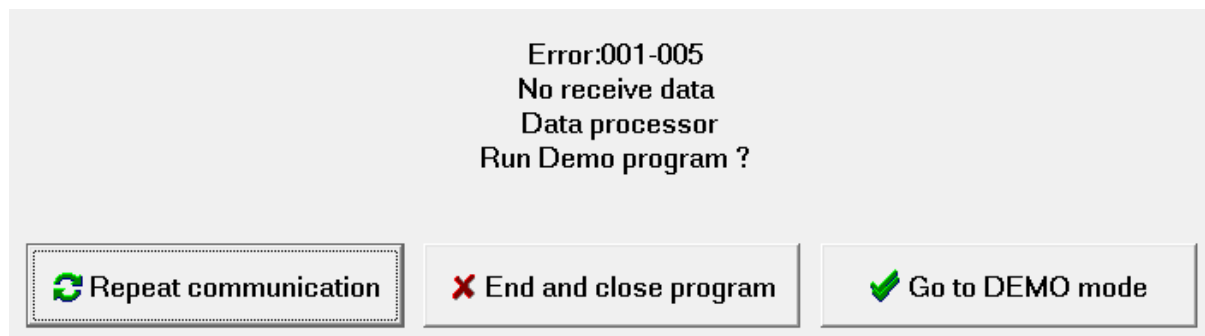 Error:001-005
No receive data
Data processor
Run Demo program ?
Repeat communication
End and close program
Go to DEMO mode